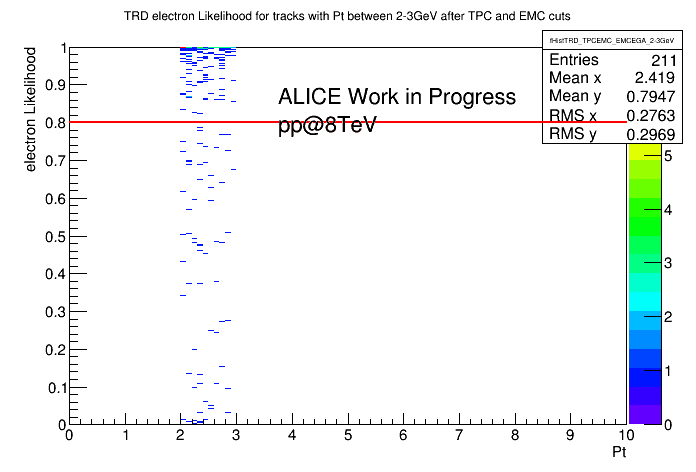 TRD electron Likelihood for tracks with Pt between 2-3GeV after TPC and EMC cuts
fHistTRD_TPCEMC_EMCEGA_2-3GeV
Entries 211
Mean x 2.419
Mean y 0.7947
RMS x 0.2763
RMS y 0.2969
electron Likelihood
1
0.9
0.8
0.7
0.6
0.5
0.4
0.3
0.2
0.1
0
ALICE Work in Progress
pp@8TeV
5
4
3
2
1
0
0 1 2 3 4 5 6 7 8 9 10
Pt